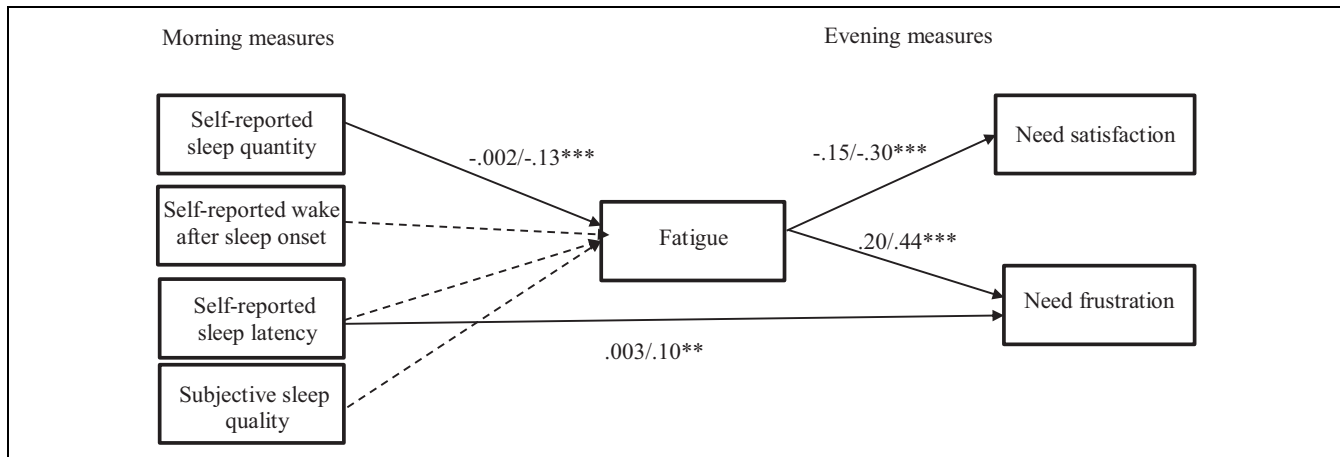 Morning measures
Evening measures
Self-reported
sleep quantity
Need satisfaction
-.002/-.13***
-.15/-.30***
Self-reported wake
after sleep onset
Fatigue
.20/.44***
Self-reported
sleep latency
Need frustration
.003/.10**
Subjective sleep
quality